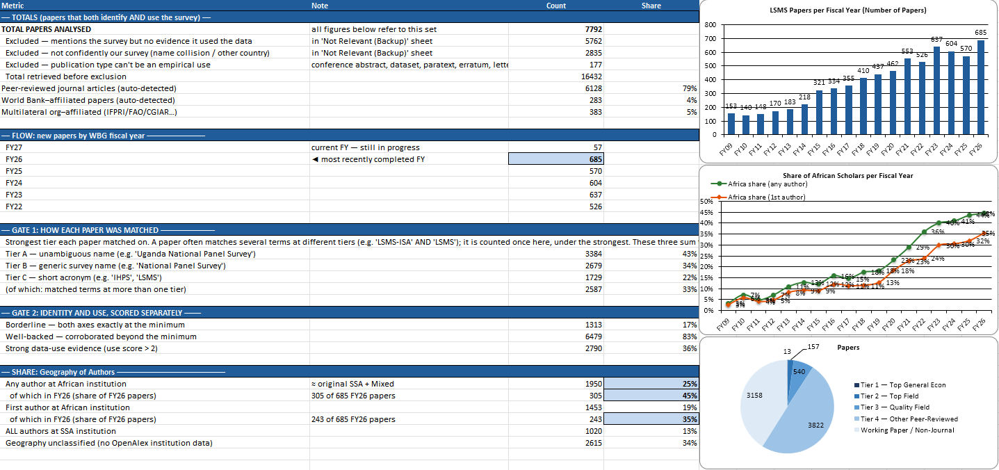 Metric Note Count Share
— TOTALS (papers that both identify AND use the survey) —
TOTAL PAPERS ANALYSED all figures below refer to this set 7792
Excluded — mentions the survey but no evidence it used the data in 'Not Relevant (Backup)' sheet 5762
Excluded — not confidently our survey (name collision / other country) in 'Not Relevant (Backup)' sheet 2835
Excluded — publication type can't be an empirical use conference abstract, dataset, paratext, erratum, lette 177
Total retrieved before exclusion 16432
Peer-reviewed journal articles (auto-detected) 6128 79%
World Bank–affiliated papers (auto-detected) 283 4%
Multilateral org–affiliated (IFPRI/FAO/CGIAR…) 383 5%
— FLOW: new papers by WBG fiscal year —
FY27 current FY — still in progress 57
FY26 ◄ most recently completed FY 685
FY25 570
FY24 604
FY23 637
FY22 526
— GATE 1: HOW EACH PAPER WAS MATCHED —
Strongest tier each paper matched on. A paper often matches several terms at different tiers (e.g. 'LSMS-ISA' AND 'LSMS'); it is counted once here, under the strongest. These three sum
Tier A — unambiguous name (e.g. 'Uganda National Panel Survey') 3384 43%
Tier B — generic survey name (e.g. 'National Panel Survey') 2679 34%
Tier C — short acronym (e.g. 'IHPS', 'LSMS') 1729 22%
(of which: matched terms at more than one tier) 2587 33%
— GATE 2: IDENTITY AND USE, SCORED SEPARATELY —
Borderline — both axes exactly at the minimum 1313 17%
Well-backed — corroborated beyond the minimum 6479 83%
Strong data-use evidence (use score > 2) 2790 36%
— SHARE: Geography of Authors —
Any author at African institution ≈ original SSA + Mixed 1950 25%
of which in FY26 (share of FY26 papers) 305 of 685 FY26 papers 305 45%
First author at African institution 1453 19%
of which in FY26 (share of FY26 papers) 243 of 685 FY26 papers 243 35%
ALL authors at SSA institution 1020 13%
Geography unclassified (no OpenAlex institution data) 2615 34%
LSMS Papers per Fiscal Year (Number of Papers)
800
700
600
500
400
300
200
100
0
153 140 148 170 183 218 321 334 355 410 437 462 553 526 637 604 570 685
FY09 FY10 FY11 FY12 FY13 FY14 FY15 FY16 FY17 FY18 FY19 FY20 FY21 FY22 FY23 FY24 FY25 FY26
Share of African Scholars per Fiscal Year
Africa share (any author)
Africa share (1st author)
50%
45%
40%
35%
30%
25%
20%
15%
10%
5%
0%
7% 11% 13% 16% 15% 18% 23% 29% 36% 40% 41%
3% 4% 5% 8% 9% 9% 12% 12% 11% 11% 13% 18% 23% 24% 30% 30% 32% 35%
FY09 FY10 FY11 FY12 FY13 FY14 FY15 FY16 FY17 FY18 FY19 FY20 FY21 FY22 FY23 FY24 FY25 FY26
Papers
13 157
540
3158
3822
Tier 1 — Top General Econ
Tier 2 — Top Field
Tier 3 — Quality Field
Tier 4 — Other Peer-Reviewed
Working Paper / Non-Journal